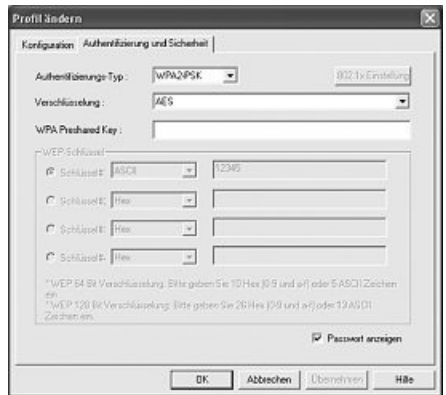 Profil ändern
Konfiguration Authentifizierung und Sicherheit
Authentifizierungs-Typ : WPA2-PSK 802.1x Einstellung
Verschlüsselung : AES
WPA Preshared Key :
WEP-Schlüssel
Schlüssel# ASCII 12345
Schlüssel# Hex
Schlüssel# Hex
Schlüssel# Hex
*WEP 64 Bit Verschlüsselung: Bitte geben Sie 10 Hex (0-9 und a-f) oder 5 ASCII Zeichen
ein.
*WEP 128 Bit Verschlüsselung: Bitte geben Sie 26 Hex (0-9 und a-f) oder 13 ASCII
Zeichen ein.
Passwort anzeigen
OK Abbrechen Übernehmen Hilfe